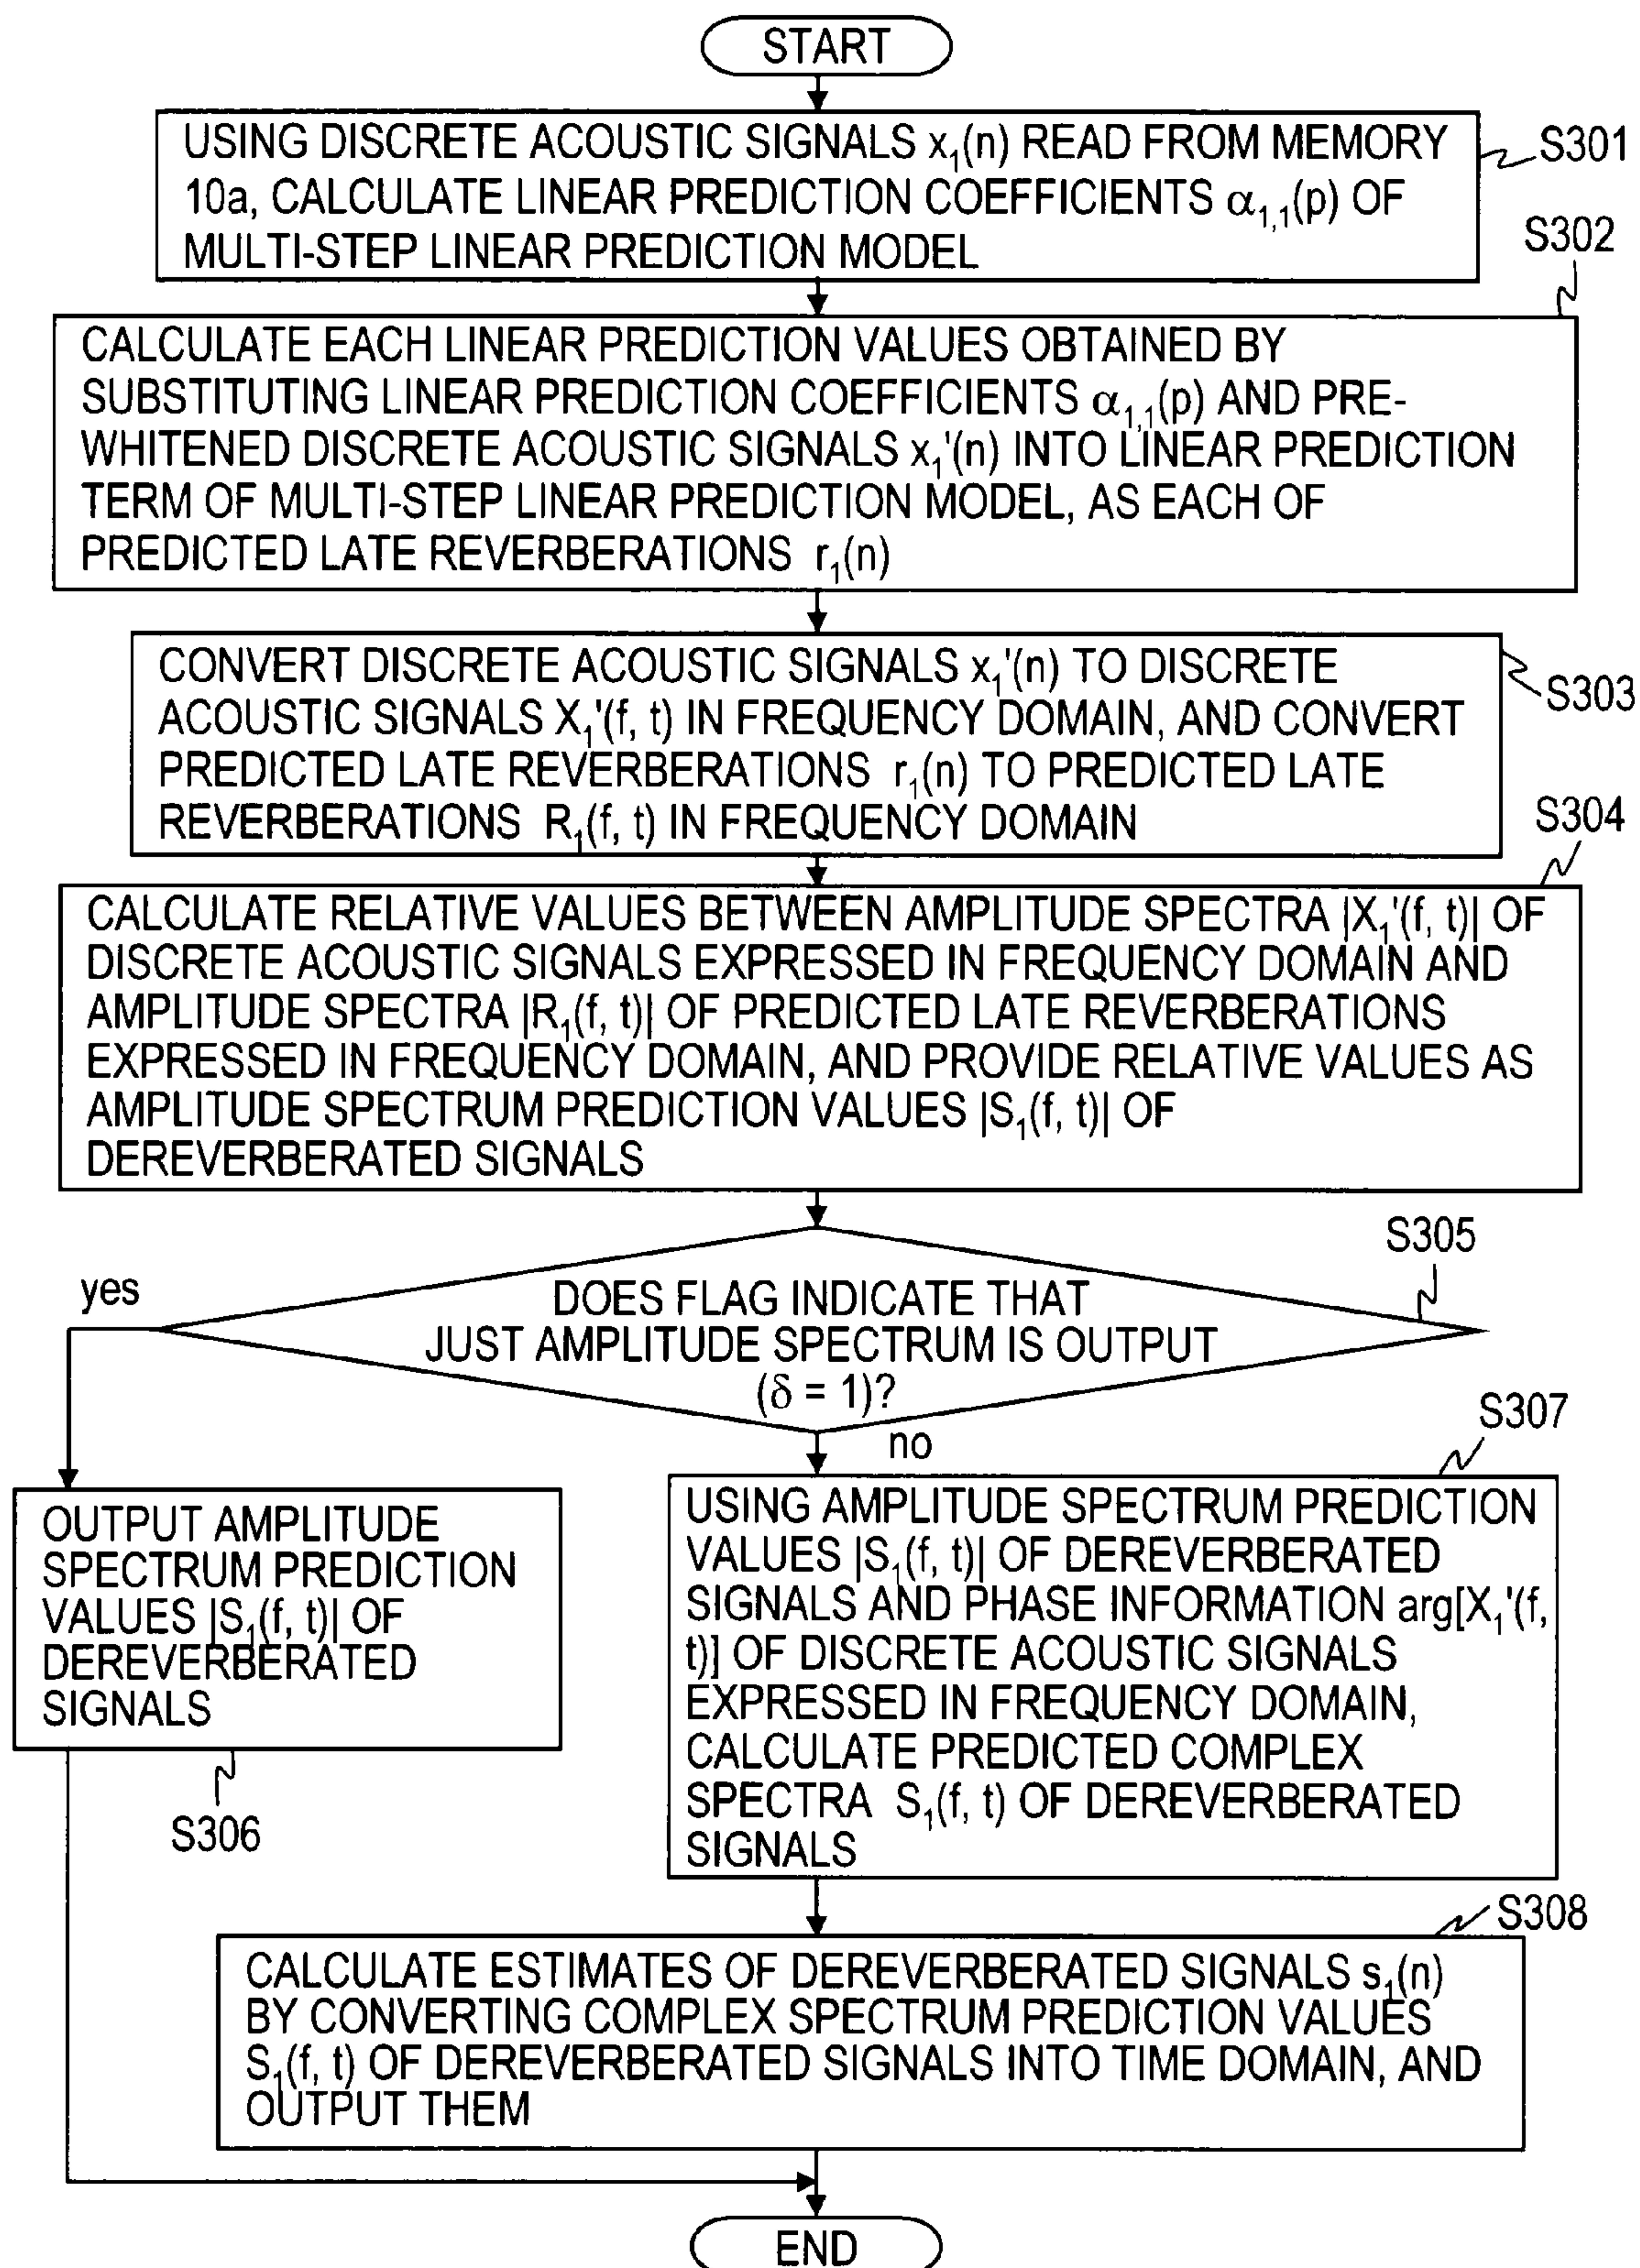 START
USING DISCRETE ACOUSTIC SIGNALS x₁(n) READ FROM MEMORY
10a, CALCULATE LINEAR PREDICTION COEFFICIENTS α₁,₁(p) OF
MULTI-STEP LINEAR PREDICTION MODEL
S301
S302
CALCULATE EACH LINEAR PREDICTION VALUES OBTAINED BY
SUBSTITUTING LINEAR PREDICTION COEFFICIENTS α₁,₁(p) AND PRE-
WHITENED DISCRETE ACOUSTIC SIGNALS x₁'(n) INTO LINEAR PREDICTION
TERM OF MULTI-STEP LINEAR PREDICTION MODEL, AS EACH OF
PREDICTED LATE REVERBERATIONS r₁(n)
CONVERT DISCRETE ACOUSTIC SIGNALS x₁'(n) TO DISCRETE
ACOUSTIC SIGNALS X₁'(f, t) IN FREQUENCY DOMAIN, AND CONVERT
PREDICTED LATE REVERBERATIONS r₁(n) TO PREDICTED LATE
REVERBERATIONS R₁(f, t) IN FREQUENCY DOMAIN
S303
S304
CALCULATE RELATIVE VALUES BETWEEN AMPLITUDE SPECTRA |X₁'(f, t)| OF
DISCRETE ACOUSTIC SIGNALS EXPRESSED IN FREQUENCY DOMAIN AND
AMPLITUDE SPECTRA |R₁(f, t)| OF PREDICTED LATE REVERBERATIONS
EXPRESSED IN FREQUENCY DOMAIN, AND PROVIDE RELATIVE VALUES AS
AMPLITUDE SPECTRUM PREDICTION VALUES |S₁(f, t)| OF
DEREVERBERATED SIGNALS
S305
yes
DOES FLAG INDICATE THAT
JUST AMPLITUDE SPECTRUM IS OUTPUT
(δ = 1)?
no
S307
OUTPUT AMPLITUDE
SPECTRUM PREDICTION
VALUES |S₁(f, t)| OF
DEREVERBERATED
SIGNALS
S306
USING AMPLITUDE SPECTRUM PREDICTION
VALUES |S₁(f, t)| OF DEREVERBERATED
SIGNALS AND PHASE INFORMATION arg[X₁'(f,
t)] OF DISCRETE ACOUSTIC SIGNALS
EXPRESSED IN FREQUENCY DOMAIN,
CALCULATE PREDICTED COMPLEX
SPECTRA S₁(f, t) OF DEREVERBERATED
SIGNALS
S308
CALCULATE ESTIMATES OF DEREVERBERATED SIGNALS s₁(n)
BY CONVERTING COMPLEX SPECTRUM PREDICTION VALUES
S₁(f, t) OF DEREVERBERATED SIGNALS INTO TIME DOMAIN, AND
OUTPUT THEM
END